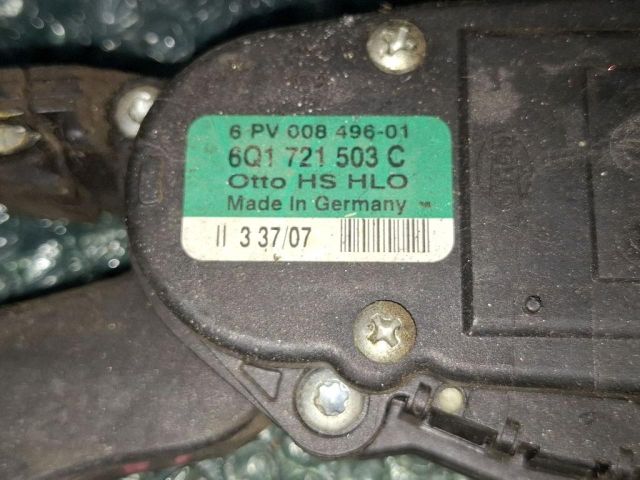 6 PV 008 496-01
6Q1 721 503 C
Otto HS HLO
Made In Germany
II 3 37/07